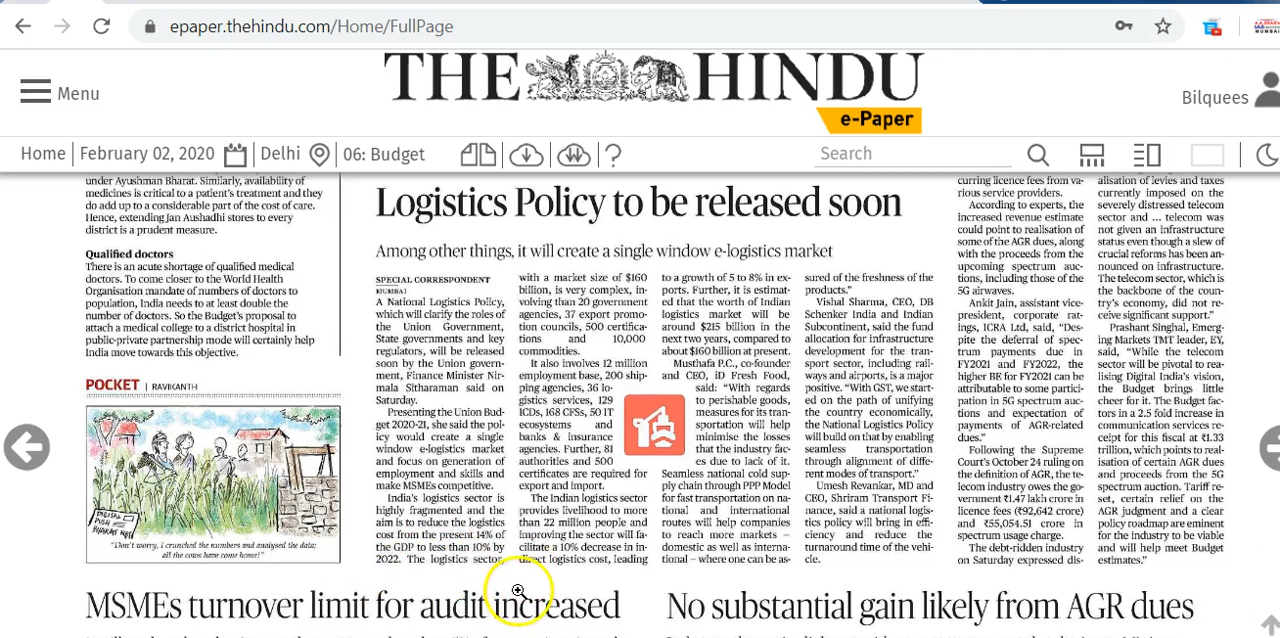 epaper.thehindu.com/Home/FullPage
THE HINDU
e-Paper
Menu
Bilquees
Home
February 02, 2020
Delhi
06: Budget
?
Search
under Ayushman Bharat. Similarly, availability of
medicines is critical to a patient's treatment and they
do add up to a considerable part of the cost of care.
Hence, extending Jan Aushadhi stores to every
district is a prudent measure.
Qualified doctors
There is an acute shortage of qualified medical
doctors. To come closer to the World Health
Organisation mandate of numbers of doctors to
population, India needs to at least double the
number of doctors. So the Budget's proposal to
attach a medical college to a district hospital in
public-private partnership mode will certainly help
India move towards this objective.
POCKET | RAVIKANTH
"Don't worry, I crunched the numbers and analysed the data;
all the cows have come home!"
Logistics Policy to be released soon
Among other things, it will create a single window e-logistics market
SPECIAL CORRESPONDENT
MUMBAI
A National Logistics Policy,
which will clarify the roles of
the Union Government,
State governments and key
regulators, will be released
soon by the Union govern-
ment, Finance Minister Nir-
mala Sitharaman said on
Saturday.
Presenting the Union Bud-
get 2020-21, she said the pol-
icy would create a single
window e-logistics market
and focus on generation of
employment and skills and
make MSMEs competitive.
India's logistics sector is
highly fragmented and the
aim is to reduce the logistics
cost from the present 14% of
the GDP to less than 10% by
2022. The logistics sector,
with a market size of $160
billion, is very complex, in-
volving than 20 government
agencies, 37 export promo-
tion councils, 500 certifica-
tions and 10,000
commodities.
It also involves 12 million
employment base, 200 ship-
ping agencies, 36 lo-
gistics services, 129
ICDs, 168 CFSs, 50 IT
ecosystems and
banks & insurance
agencies. Further, 81
authorities and 500
certificates are required for
export and import.
The Indian logistics sector
provides livelihood to more
than 22 million people and
improving the sector will fa-
cilitate a 10% decrease in in-
direct logistics cost, leading
to a growth of 5 to 8% in ex-
ports. Further, it is estimat-
ed that the worth of Indian
logistics market will be
around $215 billion in the
next two years, compared to
about $160 billion at present.
Musthafa P.C., co-founder
and CEO, iD Fresh Food,
said: "With regards
to perishable goods,
measures for its tran-
sportation will help
minimise the losses
that the industry fac-
es due to lack of it.
Seamless national cold sup-
ply chain through PPP Model
for fast transportation on na-
tional and international
routes will help companies
to reach more markets –
domestic as well as interna-
tional – where one can be as-
sured of the freshness of the
products."
Vishal Sharma, CEO, DB
Schenker India and Indian
Subcontinent, said the fund
allocation for infrastructure
development for the tran-
sport sector, including rail-
ways and airports, is a major
positive. "With GST, we start-
ed on the path of unifying
the country economically,
the National Logistics Policy
will build on that by enabling
seamless transportation
through alignment of diffe-
rent modes of transport."
Umesh Revankar, MD and
CEO, Shriram Transport Fi-
nance, said a national logis-
tics policy will bring in effi-
ciency and reduce the
turnaround time of the vehi-
cle.
curring licence fees from va-
rious service providers.
According to experts, the
increased revenue estimate
could point to realisation of
some of the AGR dues, along
with the proceeds from the
upcoming spectrum auc-
tions, including those of the
5G airwaves.
Ankit Jain, assistant vice-
president, corporate rat-
ings, ICRA Ltd, said, "Des-
pite the deferral of spec-
trum payments due in
FY2021 and FY2022, the
higher BE for FY2021 can be
attributable to some partici-
pation in 5G spectrum auc-
tions and expectation of
payments of AGR-related
dues."
Following the Supreme
Court's October 24 ruling on
the definition of AGR, the te-
lecom industry owes the go-
vernment ₹1.47 lakh crore in
licence fees (₹92,642 crore)
and ₹55,054.51 crore in
spectrum usage charge.
The debt-ridden industry
on Saturday expressed dis-
alisation of levies and taxes
currently imposed on the
severely distressed telecom
sector and ... telecom was
not given an infrastructure
status even though a slew of
crucial reforms has been an-
nounced on infrastructure.
The telecom sector, which is
the backbone of the coun-
try's economy, did not re-
ceive significant support."
Prashant Singhal, Emerg-
ing Markets TMT leader, EY,
said, "While the telecom
sector will be pivotal to rea-
lising Digital India's vision,
the Budget brings little
cheer for it. The Budget fac-
tors in a 2.5 fold increase in
communication services re-
ceipt for this fiscal at ₹1.33
trillion, which points to real-
isation of certain AGR dues
and proceeds from the 5G
spectrum auction. Tariff re-
set, certain relief on the
AGR judgment and a clear
policy roadmap are eminent
for the industry to be viable
and will help meet Budget
estimates."
MSMEs turnover limit for audit increased
No substantial gain likely from AGR dues